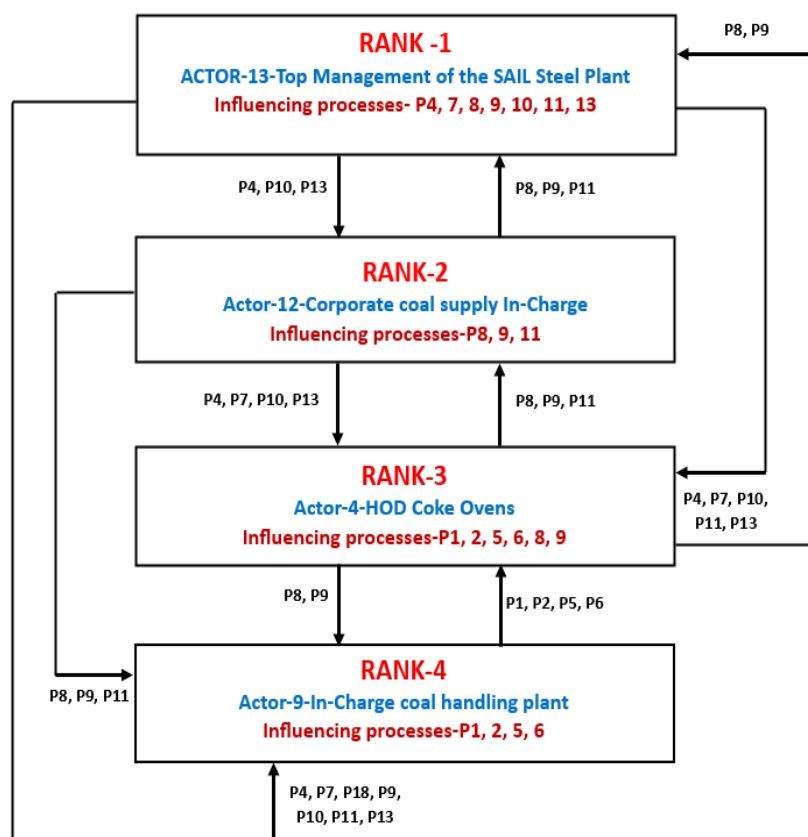 RANK -1
P8, P9
ACTOR-13-Top Management of the SAIL Steel Plant
Influencing processes- P4, 7, 8, 9, 10, 11, 13
P4, P10, P13
P8, P9, P11
RANK-2
Actor-12-Corporate coal supply In-Charge
Influencing processes-P8, 9, 11
P4, P7, P10, P13
P8, P9, P11
RANK-3
Actor-4-HOD Coke Ovens
Influencing processes-P1, 2, 5, 6, 8, 9
P4, P7, P10,
P11, P13
P8, P9
P1, P2, P5, P6
RANK-4
Actor-9-In-Charge coal handling plant
Influencing processes-P1, 2, 5, 6
P8, P9, P11
P4, P7, P18, P9,
P10, P11, P13